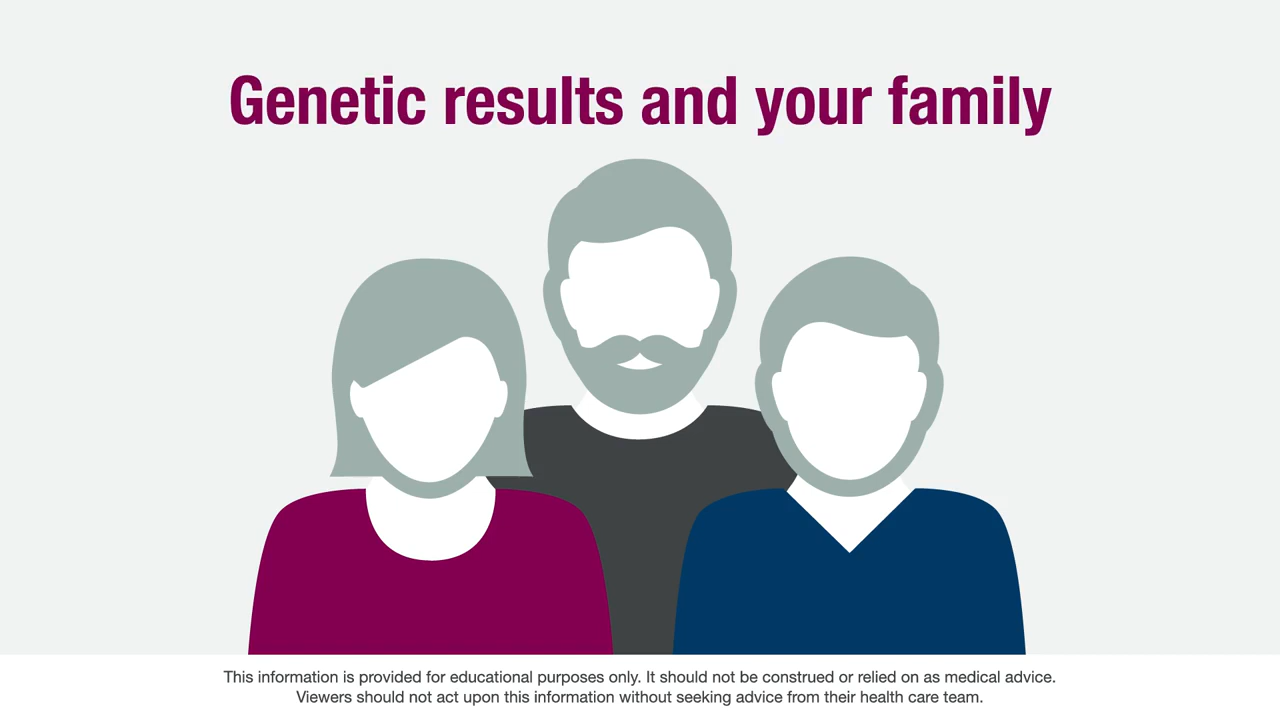 Genetic results and your family
This information is provided for educational purposes only. It should not be construed or relied on as medical advice.
Viewers should not act upon this information without seeking advice from their health care team.